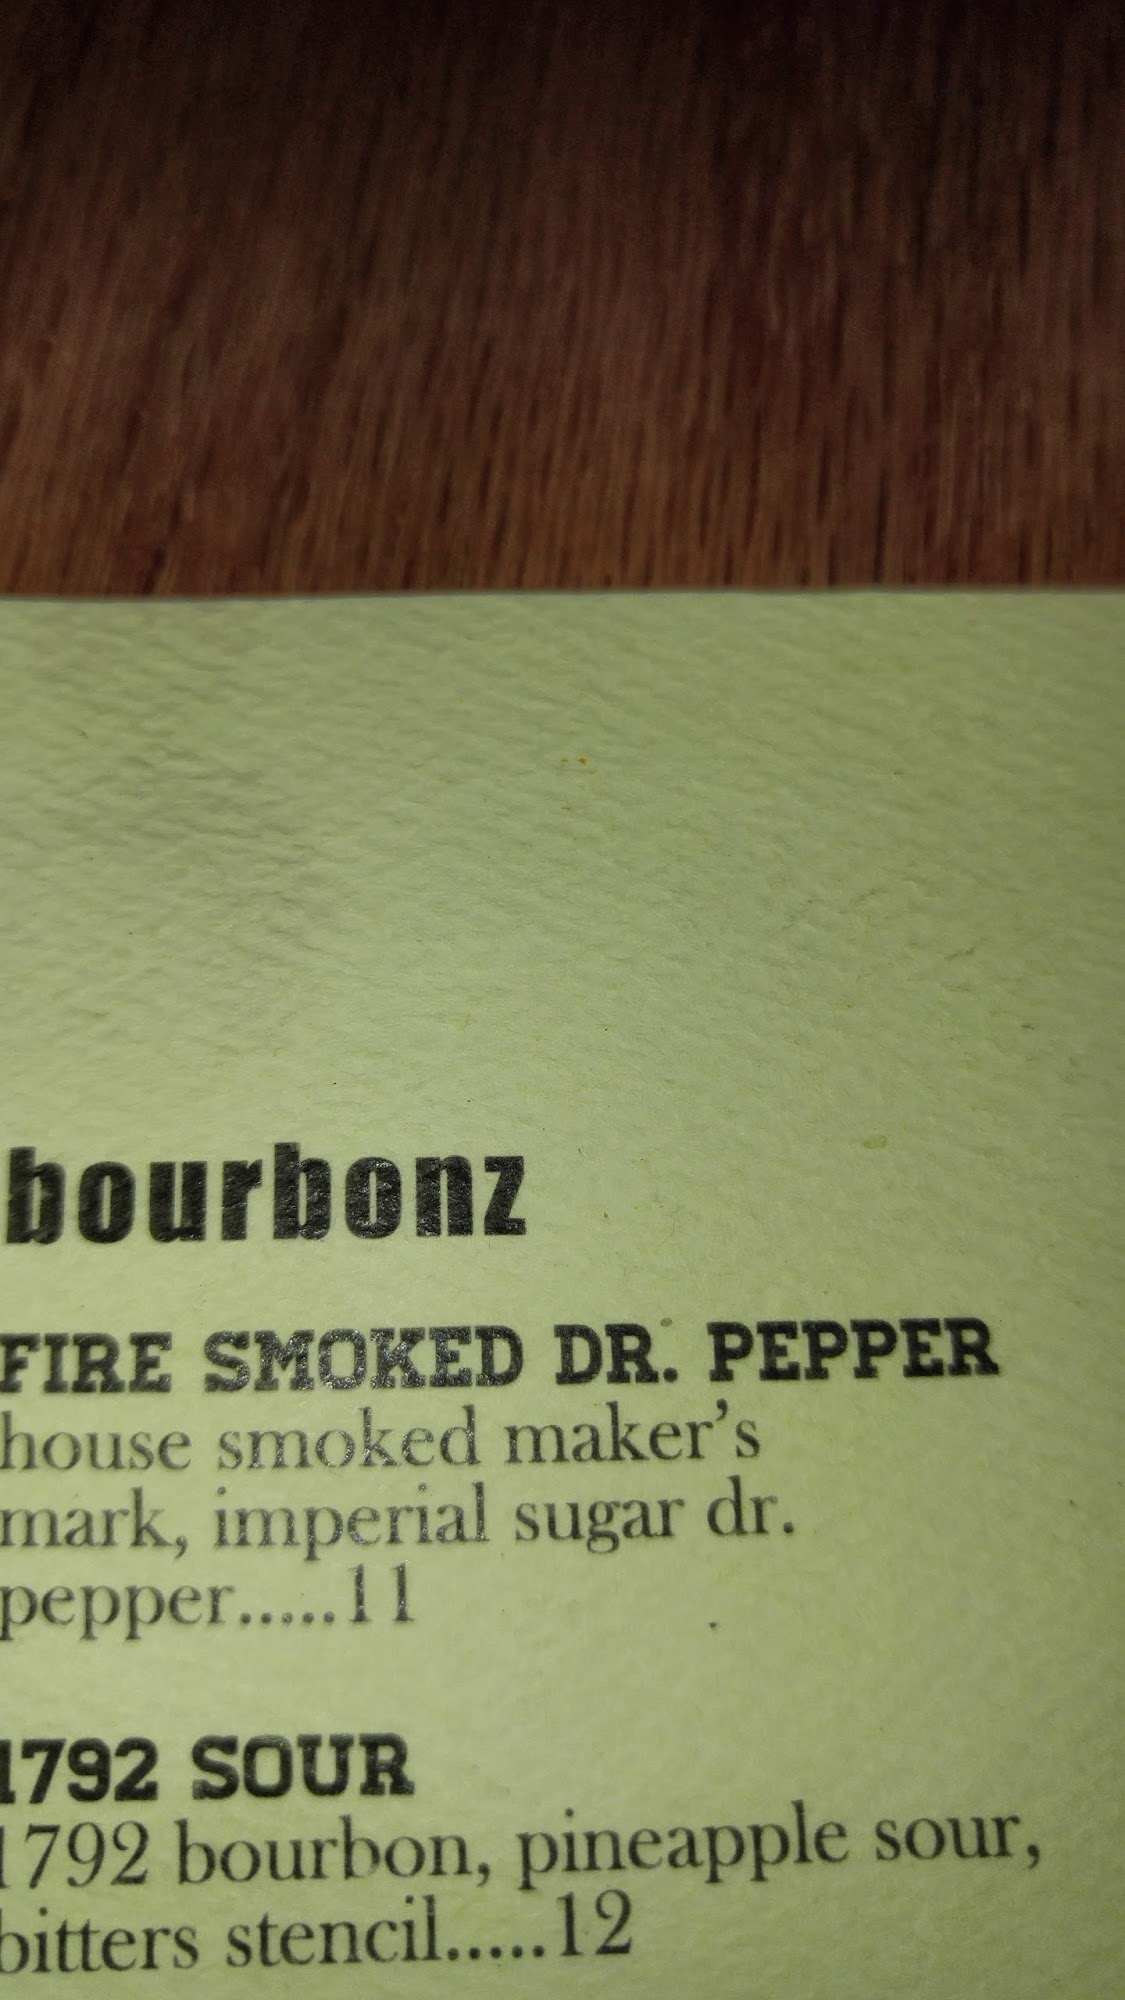 bourbonz
FIRE SMOKED DR. PEPPER
house smoked maker's
mark, imperial sugar dr.
pepper.....11
1792 SOUR
1792 bourbon, pineapple sour,
bitters stencil.....12